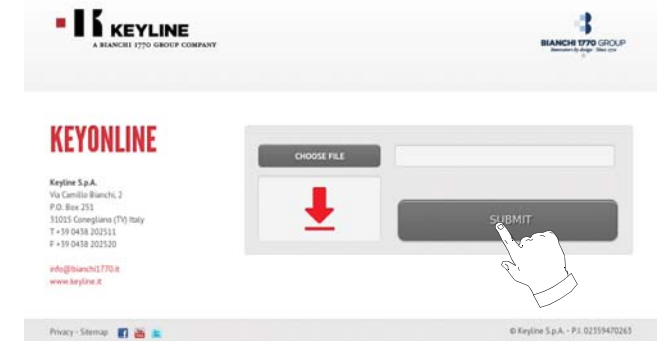 KEYLINE
A BIANCHI 1770 GROUP COMPANY
BIANCHI 1770 GROUP
KEYONLINE
CHOOSE FILE
Keyline S.p.A.
Via Camillo Bianchi, 2
P.O. Box 251
31015 Conegliano (TV) Italy
T +39 0438 202511
F +39 0438 202520
SUBMIT
info@bianchi1770.it
www.keyline.it
Privacy - Sitemap
© Keyline S.p.A. - P.I. 02359470263